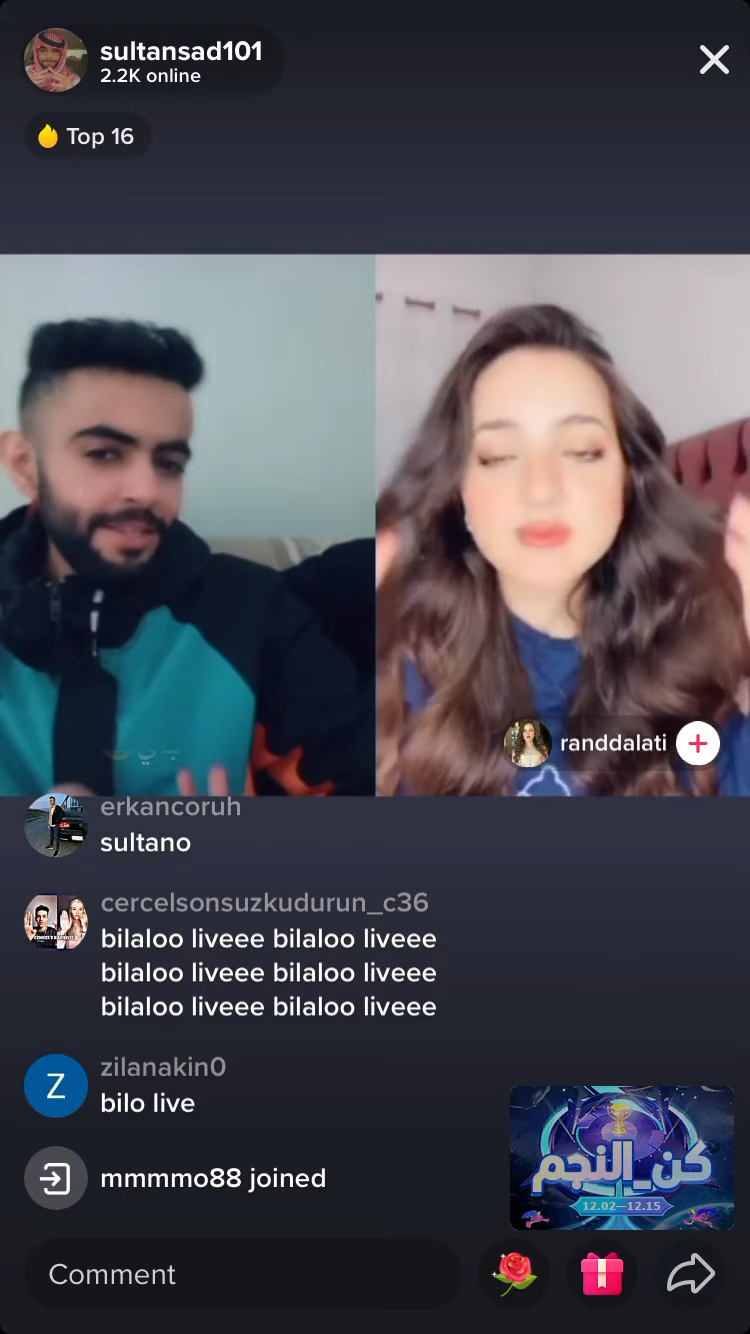 sultansad101
2.2K online
Top 16
randdalati
erkancoruh
sultano
cercelsonsuzkudurun_c36
bilaloo liveee bilaloo liveee
bilaloo liveee bilaloo liveee
bilaloo liveee bilaloo liveee
Z
zilanakin0
bilo live
mmmmo88 joined
كن_النجم
12.02—12.15
Comment